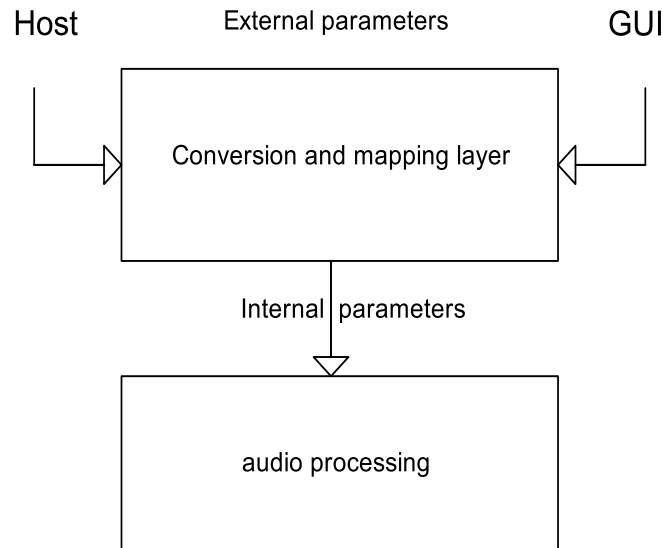 Host
External parameters
GUI
Conversion and mapping layer
Internal parameters
audio processing